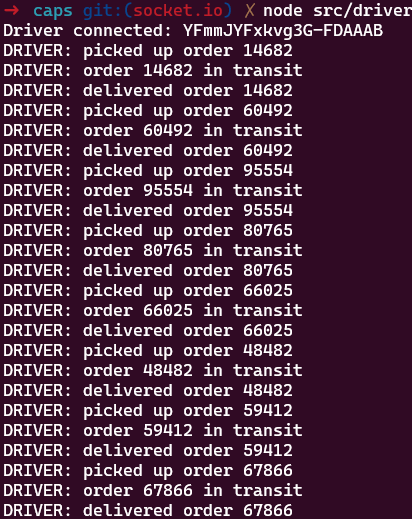 → caps git:(socket.io) ✗ node src/driver
Driver connected: YFmmJYFxkvg3G-FDAAAB
DRIVER: picked up order 14682
DRIVER: order 14682 in transit
DRIVER: delivered order 14682
DRIVER: picked up order 60492
DRIVER: order 60492 in transit
DRIVER: delivered order 60492
DRIVER: picked up order 95554
DRIVER: order 95554 in transit
DRIVER: delivered order 95554
DRIVER: picked up order 80765
DRIVER: order 80765 in transit
DRIVER: delivered order 80765
DRIVER: picked up order 66025
DRIVER: order 66025 in transit
DRIVER: delivered order 66025
DRIVER: picked up order 48482
DRIVER: order 48482 in transit
DRIVER: delivered order 48482
DRIVER: picked up order 59412
DRIVER: order 59412 in transit
DRIVER: delivered order 59412
DRIVER: picked up order 67866
DRIVER: order 67866 in transit
DRIVER: delivered order 67866